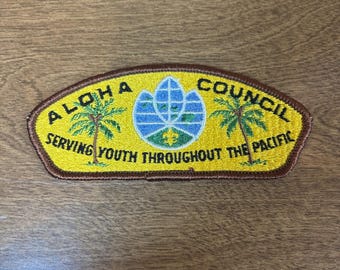 ALOHA COUNCIL
SERVING YOUTH THROUGHOUT THE PACIFIC